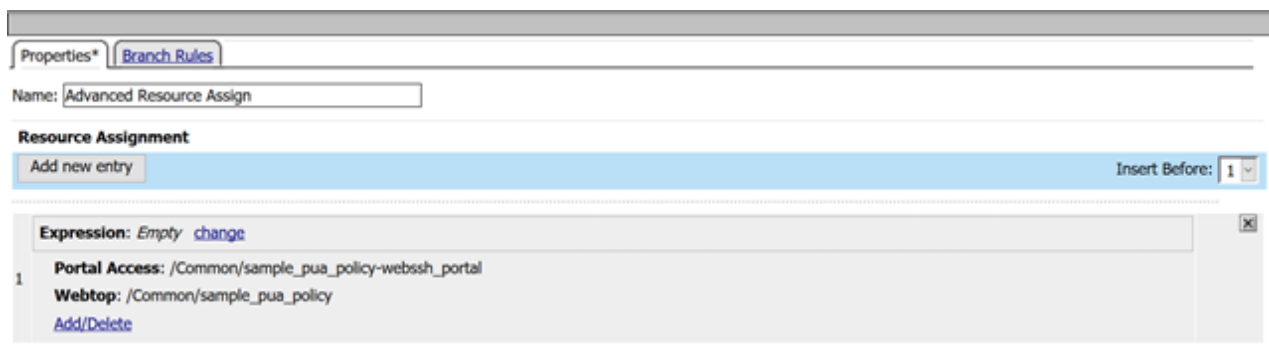 Properties* Branch Rules
Name: Advanced Resource Assign
Resource Assignment
Add new entry Insert Before: 1
Expression: Empty change
1
Portal Access: /Common/sample_pua_policy-webssh_portal
Webtop: /Common/sample_pua_policy
Add/Delete